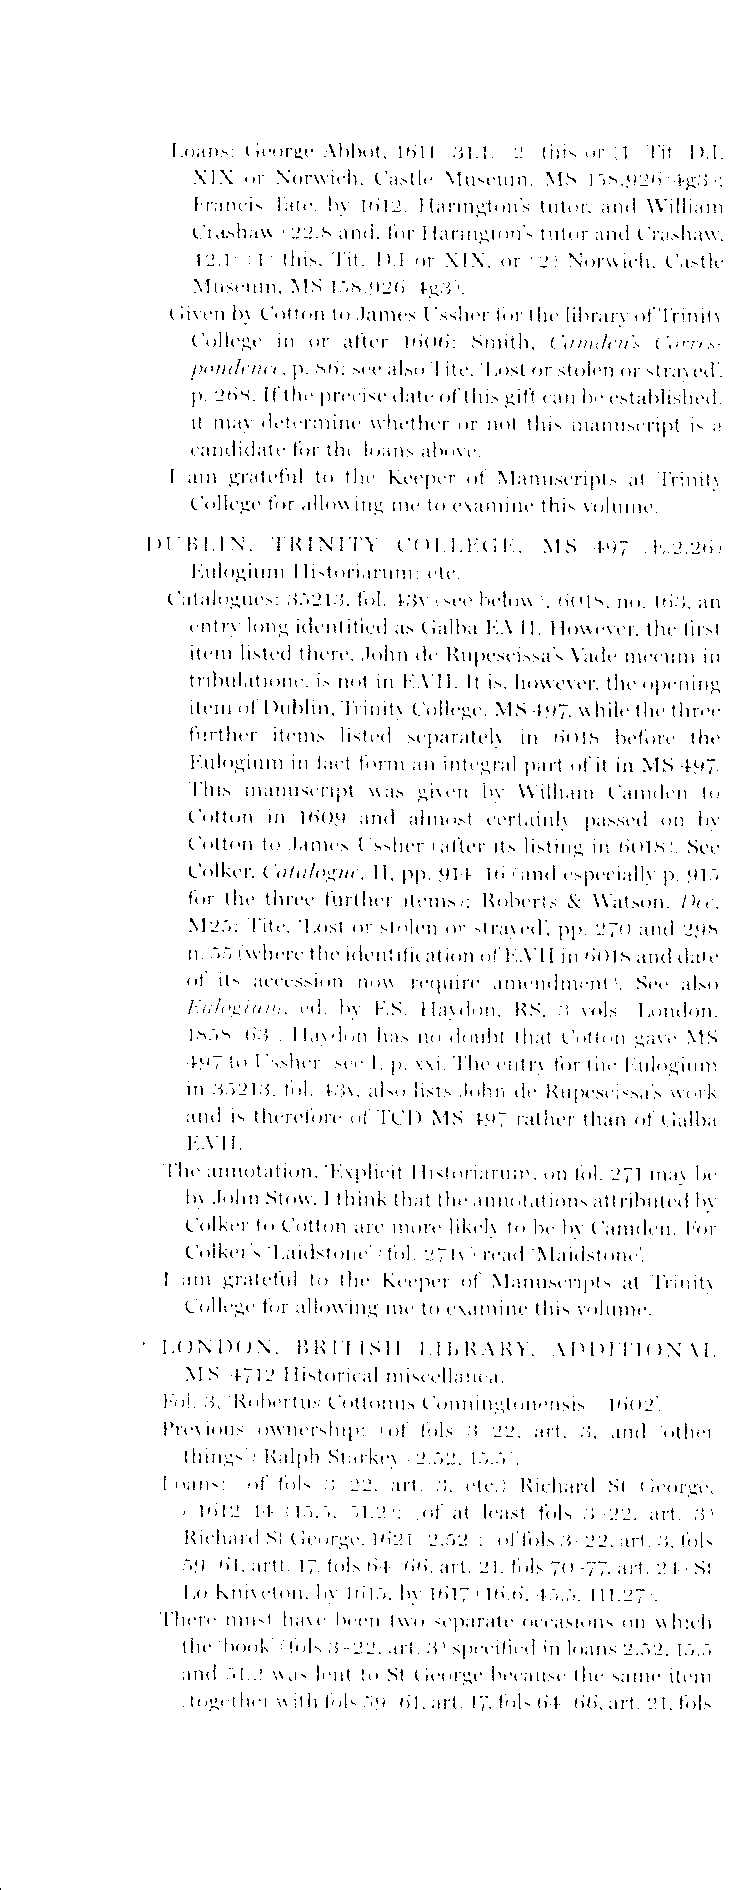 Loans: George Abbot, 1611 (31.1: (2) this or (1) Tit. D.I,
XIX or Norwich, Castle Museum, MS 158.926/4g3);
Francis Tate, by 1612, Harington's tutor, and William
Crashaw (22.8 and, for Harington's tutor and Crashaw,
42.1: (1) this, Tit. D.I or XIX, or (2) Norwich, Castle
Museum, MS 158.926/4g3).
Given by Cotton to James Ussher for the library of Trinity
College in or after 1606: Smith, Camden's Corres-
pondence, p. 86; see also Tite, 'Lost or stolen or strayed',
p. 268. If the precise date of this gift can be established,
it may determine whether or not this manuscript is a
candidate for the loans above.
I am grateful to the Keeper of Manuscripts at Trinity
College for allowing me to examine this volume.
DUBLIN, TRINITY COLLEGE, MS 497 (E.2.26)
Eulogium Historiarum; etc.
Catalogues: 35213, fol. 43v (see below); 6018, no. 163, an
entry long identified as Galba E.VII. However, the first
item listed there, John de Rupescissa's Vade mecum in
tribulatione, is not in E.VII. It is, however, the opening
item of Dublin, Trinity College, MS 497, while the three
further items listed separately in 6018 before the
Eulogium in fact form an integral part of it in MS 497.
This manuscript was given by William Camden to
Cotton in 1609 and almost certainly passed on by
Cotton to James Ussher (after its listing in 6018). See
Colker, Catalogue, II, pp. 914–16 (and especially p. 915
for the three further items); Roberts & Watson, Dee,
M25; Tite, 'Lost or stolen or strayed', pp. 270 and 298
n. 55 (where the identification of E.VII in 6018 and date
of its accession now require amendment). See also
Eulogium, ed. by F.S. Haydon, RS, 3 vols (London,
1858–63). Haydon has no doubt that Cotton gave MS
497 to Ussher (see I, p. xxi). The entry for the Eulogium
in 35213, fol. 43v, also lists John de Rupescissa's work
and is therefore of TCD MS 497 rather than of Galba
E.VII.
The annotation, 'Explicit Historiarum', on fol. 271 may be
by John Stow. I think that the annotations attributed by
Colker to Cotton are more likely to be by Camden. For
Colker's 'Laidstone' (fol. 271v) read 'Maidstone'.
I am grateful to the Keeper of Manuscripts at Trinity
College for allowing me to examine this volume.
* LONDON, BRITISH LIBRARY, ADDITIONAL
MS 4712 Historical miscellanea.
Fol. 3, 'Robertus Cottonus Conningtonensis 1602'.
Previous ownership: (of fols 3–22, art. 3, and 'other
things') Ralph Starkey (2.52, 15.5).
Loans: (of fols 3–22, art. 3, etc.) Richard St George,
c. 1612–14 (15.5, 51.2); (of at least fols 3–22, art. 3)
Richard St George, 1621 (2.52); (of fols 3–22, art. 3, fols
59–61, artt. 17, fols 64–66, art. 21, fols 70–77, art. 24) St
Lo Kniveton, by 1615, by 1617 (16.6, 45.5, 111.27).
There must have been two separate occasions on which
the 'book' (fols 3–22, art. 3) specified in loans 2.52, 15.5
and 51.2 was lent to St George because the same item
(together with fols 59–61, art. 17, fols 64–66, art. 21, fols